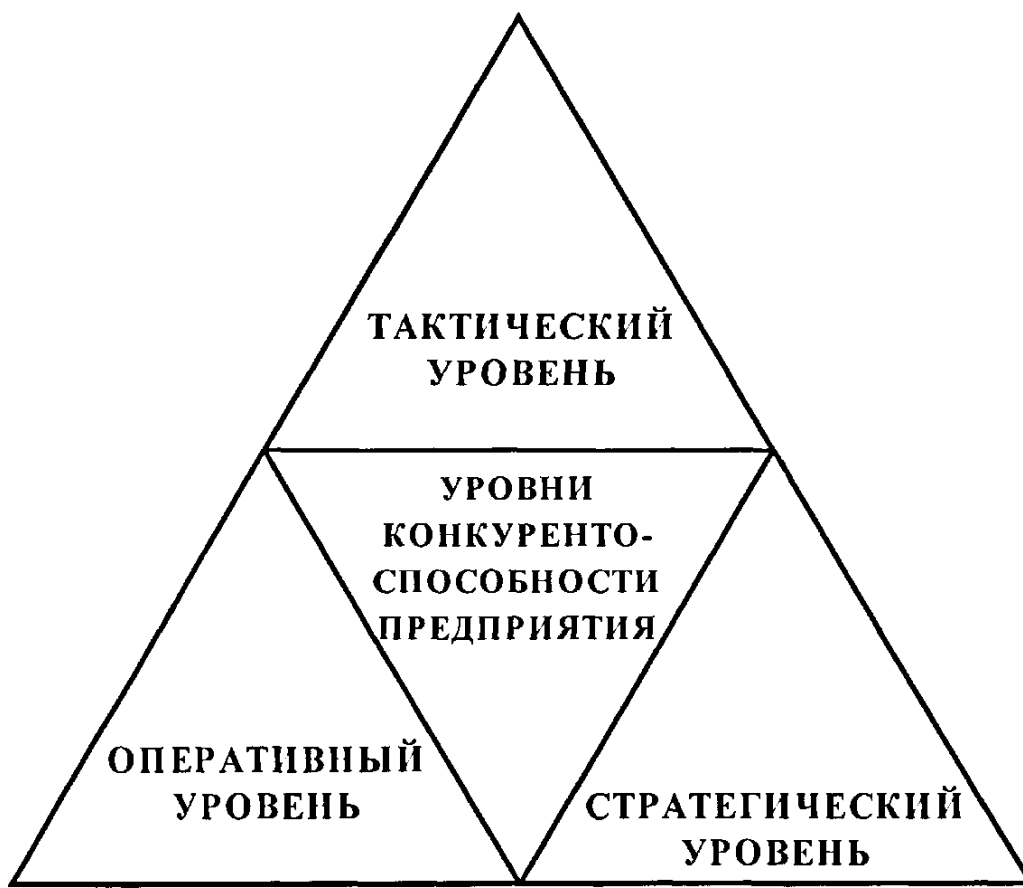 ТАКТИЧЕСКИЙ
УРОВЕНЬ
УРОВНИ
КОНКУРЕНТО-
СПОСОБНОСТИ
ПРЕДПРИЯТИЯ
ОПЕРАТИВНЫЙ
УРОВЕНЬ
СТРАТЕГИЧЕСКИЙ
УРОВЕНЬ